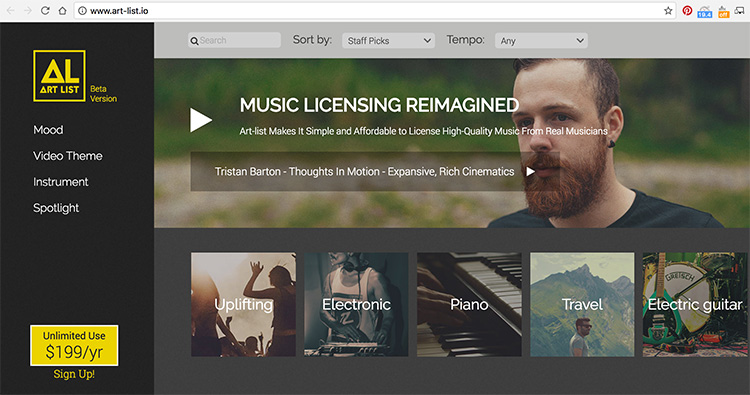 www.art-list.io
19.4
off
Search
Sort by:
Staff Picks
Tempo:
Any
AL
ART LIST
Beta
Version
Mood
Video Theme
Instrument
Spotlight
MUSIC LICENSING REIMAGINED
Art-list Makes It Simple and Affordable to License High-Quality Music From Real Musicians
Tristan Barton - Thoughts In Motion - Expansive, Rich Cinematics
Uplifting
Electronic
Piano
Travel
Electric guitar
GRETSCH
Unlimited Use
$199/yr
Sign Up!